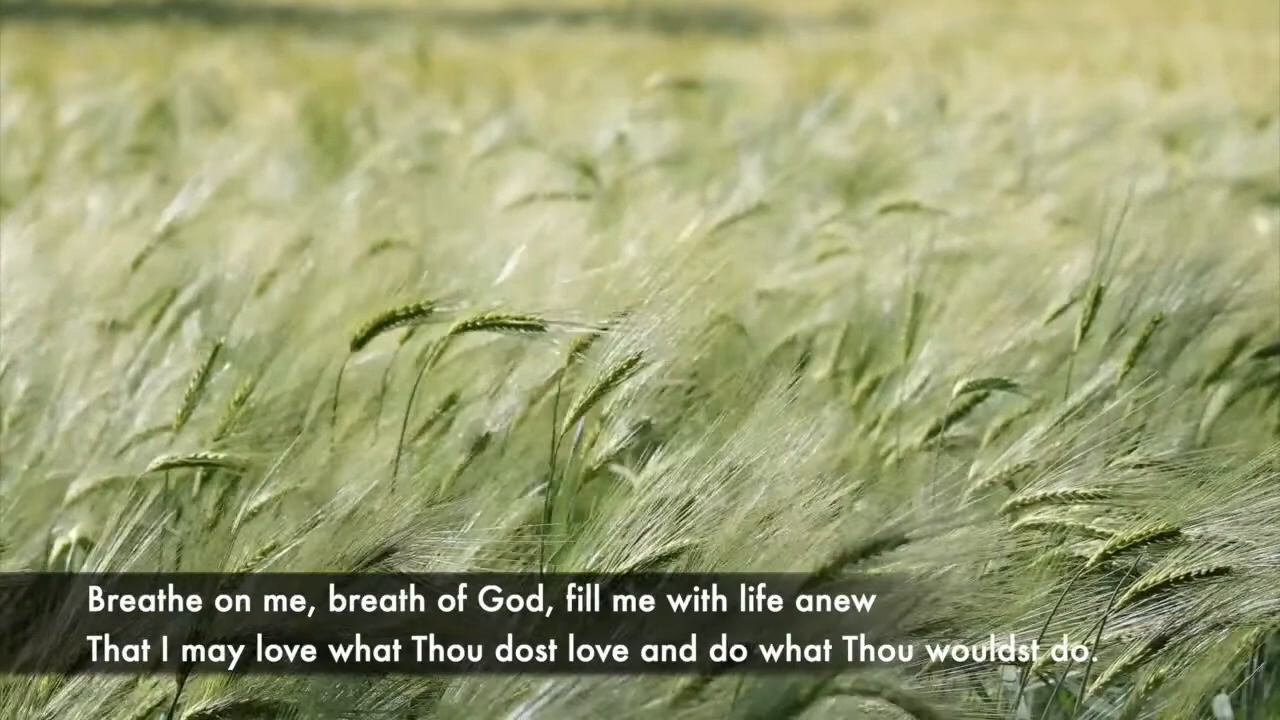 Breathe on me, breath of God, fill me with life anew
That I may love what Thou dost love and do what Thou wouldst do.